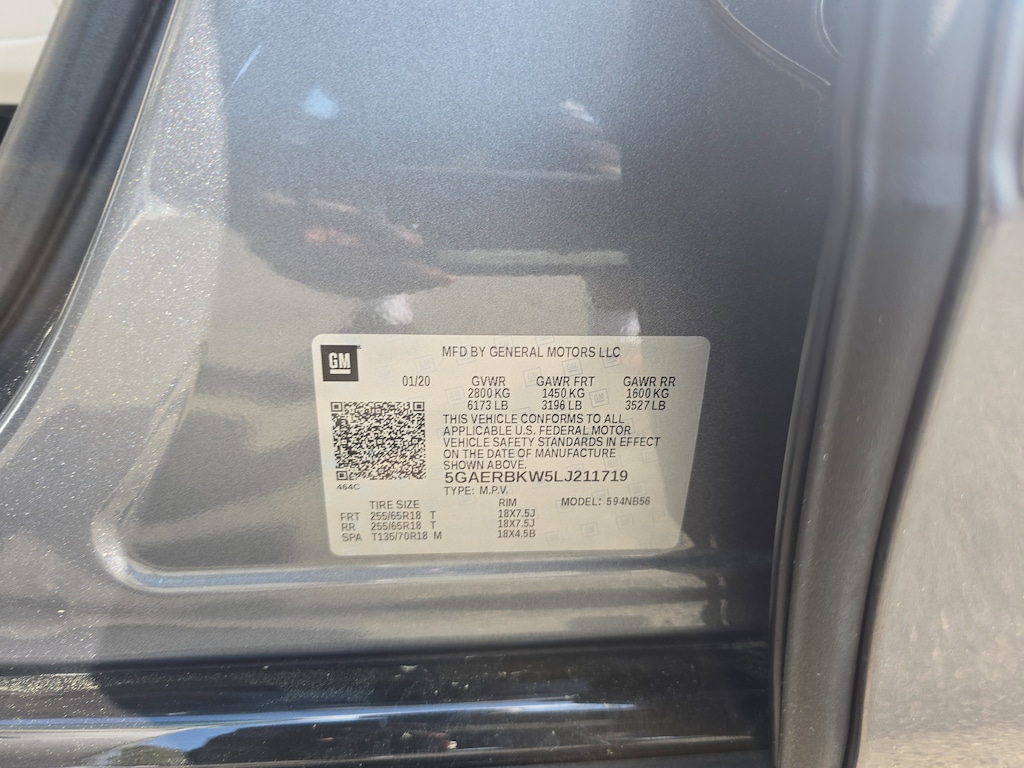 GM
MFD BY GENERAL MOTORS LLC
01/20 GVWR GAWR FRT GAWR RR
2800 KG 1450 KG 1600 KG
6173 LB 3196 LB 3527 LB
THIS VEHICLE CONFORMS TO ALL
APPLICABLE U.S. FEDERAL MOTOR
VEHICLE SAFETY STANDARDS IN EFFECT
ON THE DATE OF MANUFACTURE
SHOWN ABOVE.
5GAERBKW5LJ211719
464C
TYPE: M.P.V. MODEL: 594NB56
TIRE SIZE RIM
FRT 255/65R18 T 18X7.5J
RR 255/65R18 T 18X7.5J
SPA T135/70R18 M 18X4.5B